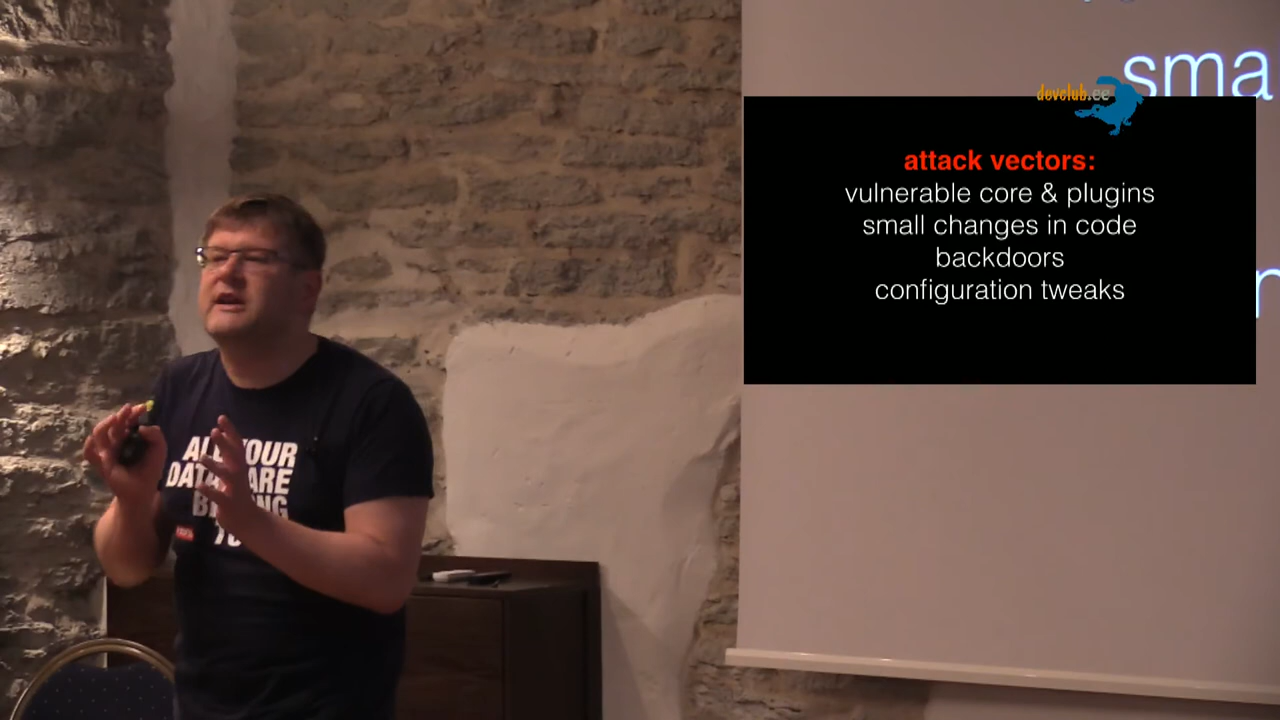 sma
devclub.ee
attack vectors:
vulnerable core & plugins
small changes in code
backdoors
configuration tweaks
ALL YOUR
DATA ARE
TO